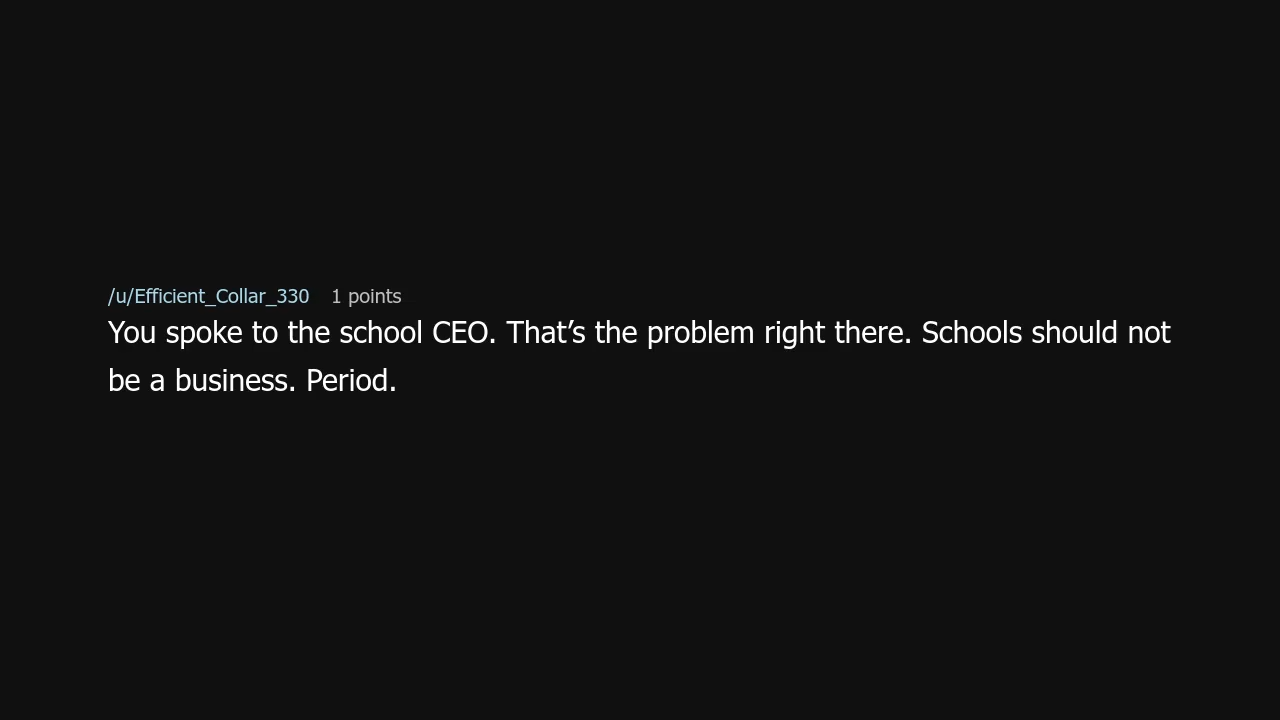 /u/Efficient_Collar_330 1 points
You spoke to the school CEO. That’s the problem right there. Schools should not
be a business. Period.